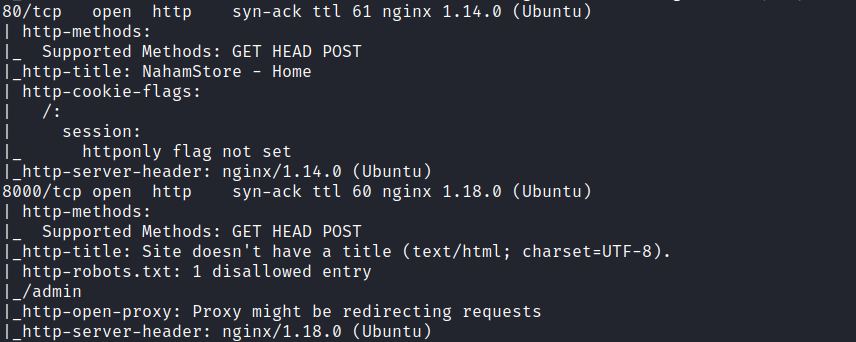 80/tcp   open  http    syn-ack ttl 61 nginx 1.14.0 (Ubuntu)
| http-methods:
|_  Supported Methods: GET HEAD POST
|_http-title: NahamStore - Home
| http-cookie-flags:
|   /:
|     session:
|_      httponly flag not set
|_http-server-header: nginx/1.14.0 (Ubuntu)
8000/tcp open  http    syn-ack ttl 60 nginx 1.18.0 (Ubuntu)
| http-methods:
|_  Supported Methods: GET HEAD POST
|_http-title: Site doesn't have a title (text/html; charset=UTF-8).
| http-robots.txt: 1 disallowed entry
|_/admin
|_http-open-proxy: Proxy might be redirecting requests
|_http-server-header: nginx/1.18.0 (Ubuntu)